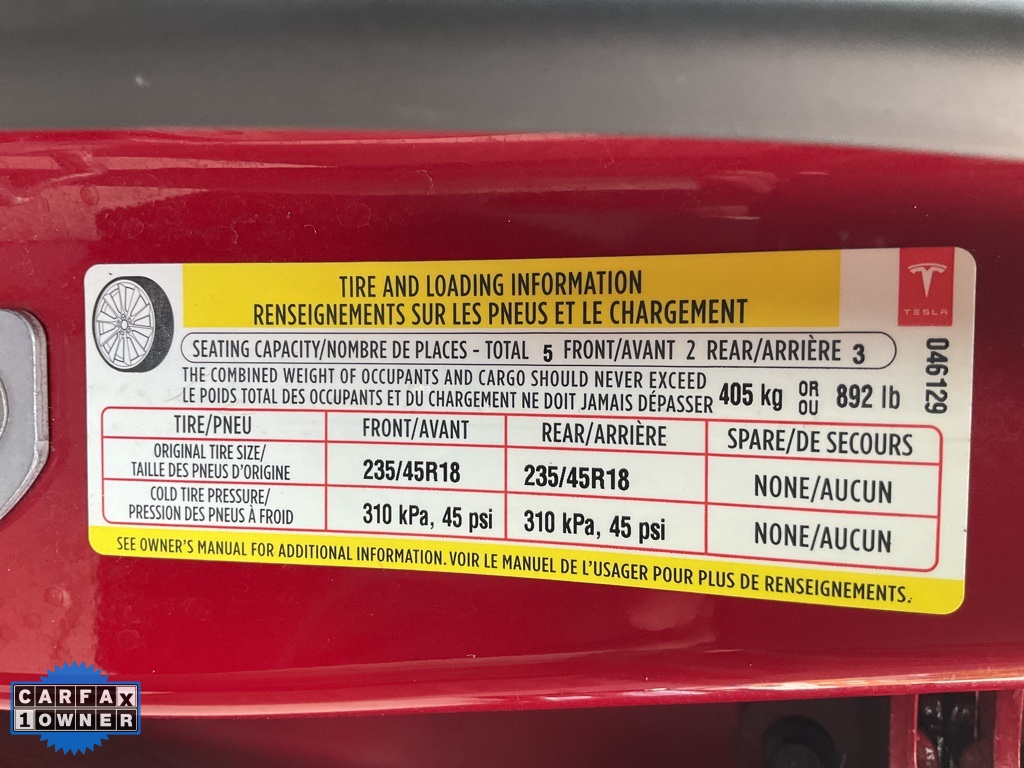 TIRE AND LOADING INFORMATION
RENSEIGNEMENTS SUR LES PNEUS ET LE CHARGEMENT
TESLA
SEATING CAPACITY/NOMBRE DE PLACES - TOTAL 5 FRONT/AVANT 2 REAR/ARRIÈRE 3
THE COMBINED WEIGHT OF OCCUPANTS AND CARGO SHOULD NEVER EXCEED
LE POIDS TOTAL DES OCCUPANTS ET DU CHARGEMENT NE DOIT JAMAIS DÉPASSER
405 kg OR OU 892 lb
046129
TIRE/PNEU FRONT/AVANT REAR/ARRIÈRE SPARE/DE SECOURS
ORIGINAL TIRE SIZE/
TAILLE DES PNEUS D'ORIGINE
235/45R18 235/45R18 NONE/AUCUN
COLD TIRE PRESSURE/
PRESSION DES PNEUS À FROID
310 kPa, 45 psi 310 kPa, 45 psi NONE/AUCUN
SEE OWNER'S MANUAL FOR ADDITIONAL INFORMATION. VOIR LE MANUEL DE L'USAGER POUR PLUS DE RENSEIGNEMENTS.
CARFAX
1 OWNER